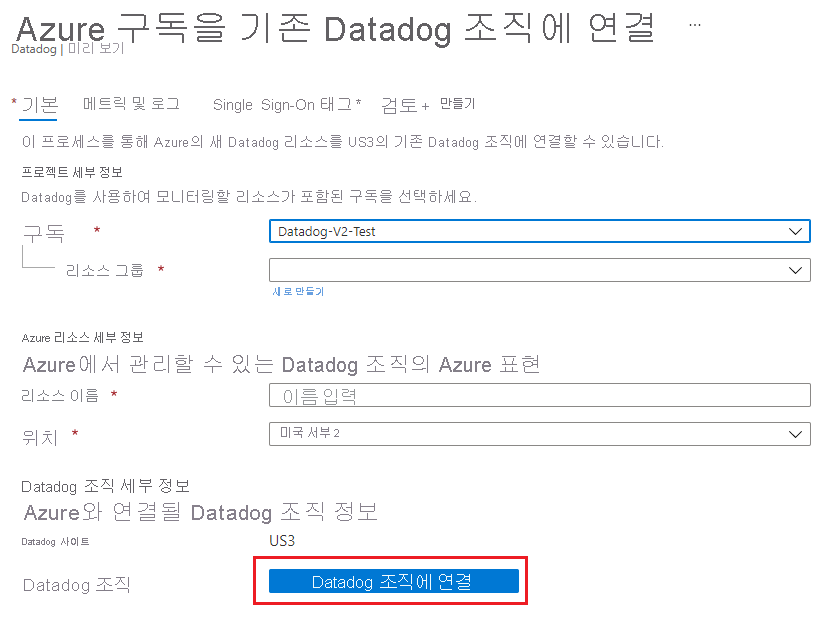 Azure 구독을 기존 Datadog 조직에 연결 ...
Datadog | 미리 보기
* 기본 메트릭 및 로그 Single Sign-On 태그 * 검토 + 만들기
이 프로세스를 통해 Azure의 새 Datadog 리소스를 US3의 기존 Datadog 조직에 연결할 수 있습니다.
프로젝트 세부 정보
Datadog를 사용하여 모니터링할 리소스가 포함된 구독을 선택하세요.
구독 * Datadog-V2-Test
리소스 그룹 *
새로 만들기
Azure 리소스 세부 정보
Azure에서 관리할 수 있는 Datadog 조직의 Azure 표현
리소스 이름 * 이름 입력
위치 * 미국 서부 2
Datadog 조직 세부 정보
Azure와 연결될 Datadog 조직 정보
Datadog 사이트 US3
Datadog 조직 Datadog 조직에 연결